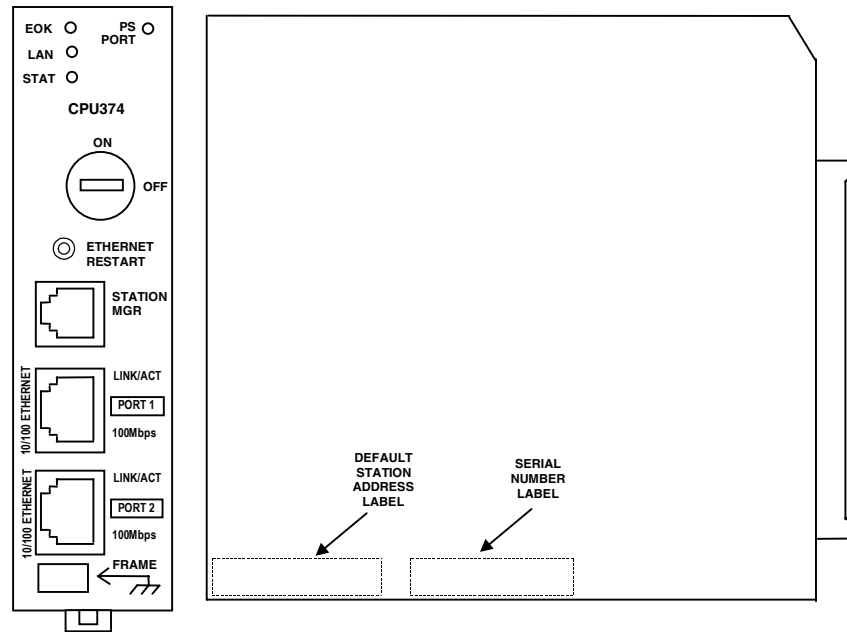 EOK
PS
PORT
LAN
STAT
CPU374
ON
OFF
ETHERNET
RESTART
STATION
MGR
10/100 ETHERNET
LINK/ACT
PORT 1
100Mbps
10/100 ETHERNET
LINK/ACT
PORT 2
100Mbps
FRAME
DEFAULT
STATION
ADDRESS
LABEL
SERIAL
NUMBER
LABEL